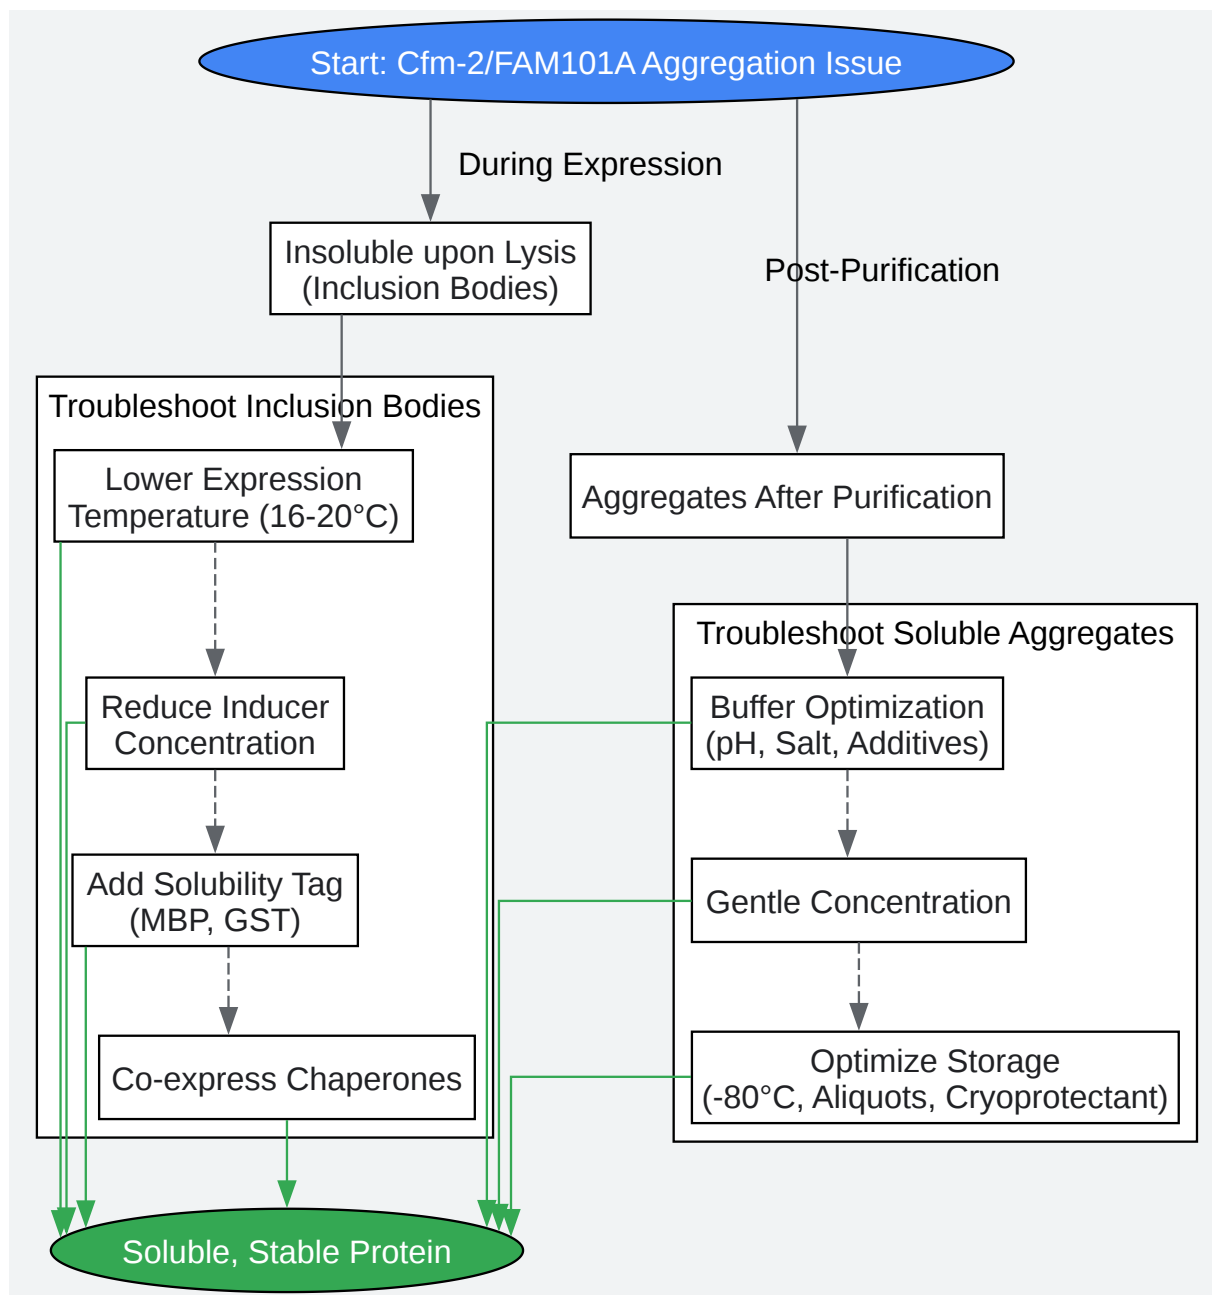 Start: Cfm-2/FAM101A Aggregation Issue
During Expression
Insoluble upon Lysis
(Inclusion Bodies)
Post-Purification
Troubleshoot Inclusion Bodies
Lower Expression
Temperature (16-20°C)
Reduce Inducer
Concentration
Add Solubility Tag
(MBP, GST)
Co-express Chaperones
Aggregates After Purification
Troubleshoot Soluble Aggregates
Buffer Optimization
(pH, Salt, Additives)
Gentle Concentration
Optimize Storage
(-80°C, Aliquots, Cryoprotectant)
Soluble, Stable Protein